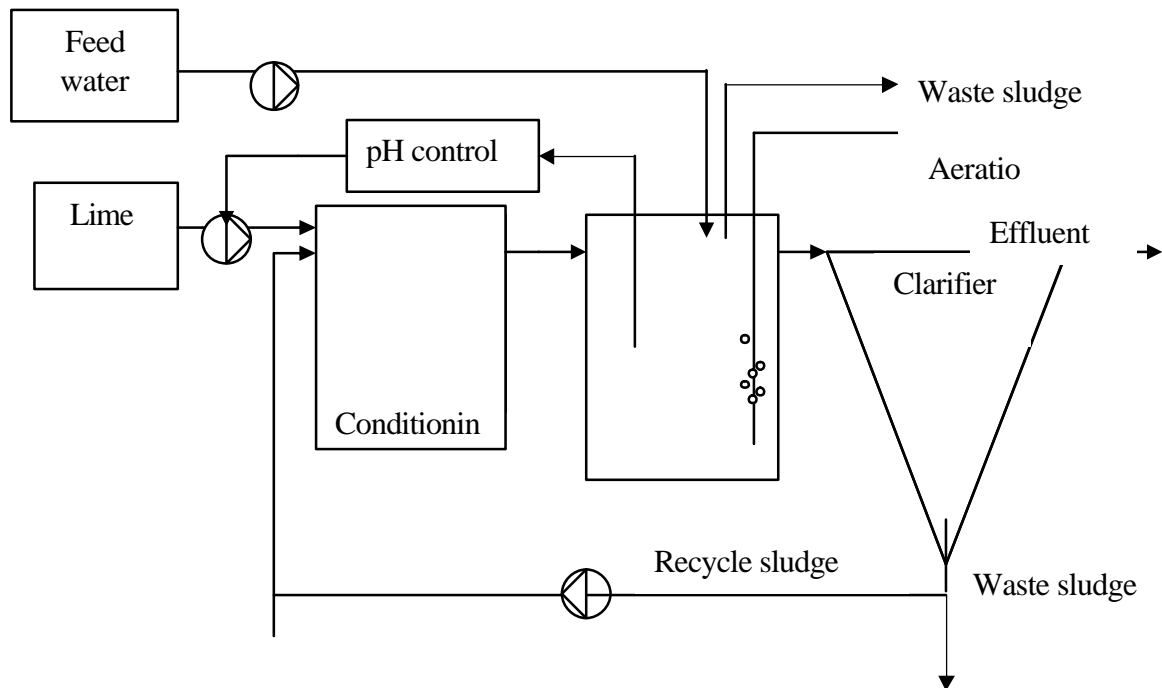 Feed
water
Waste sludge
pH control
Aeratio
Lime
Effluent
Clarifier
Conditionin
Recycle sludge
Waste sludge